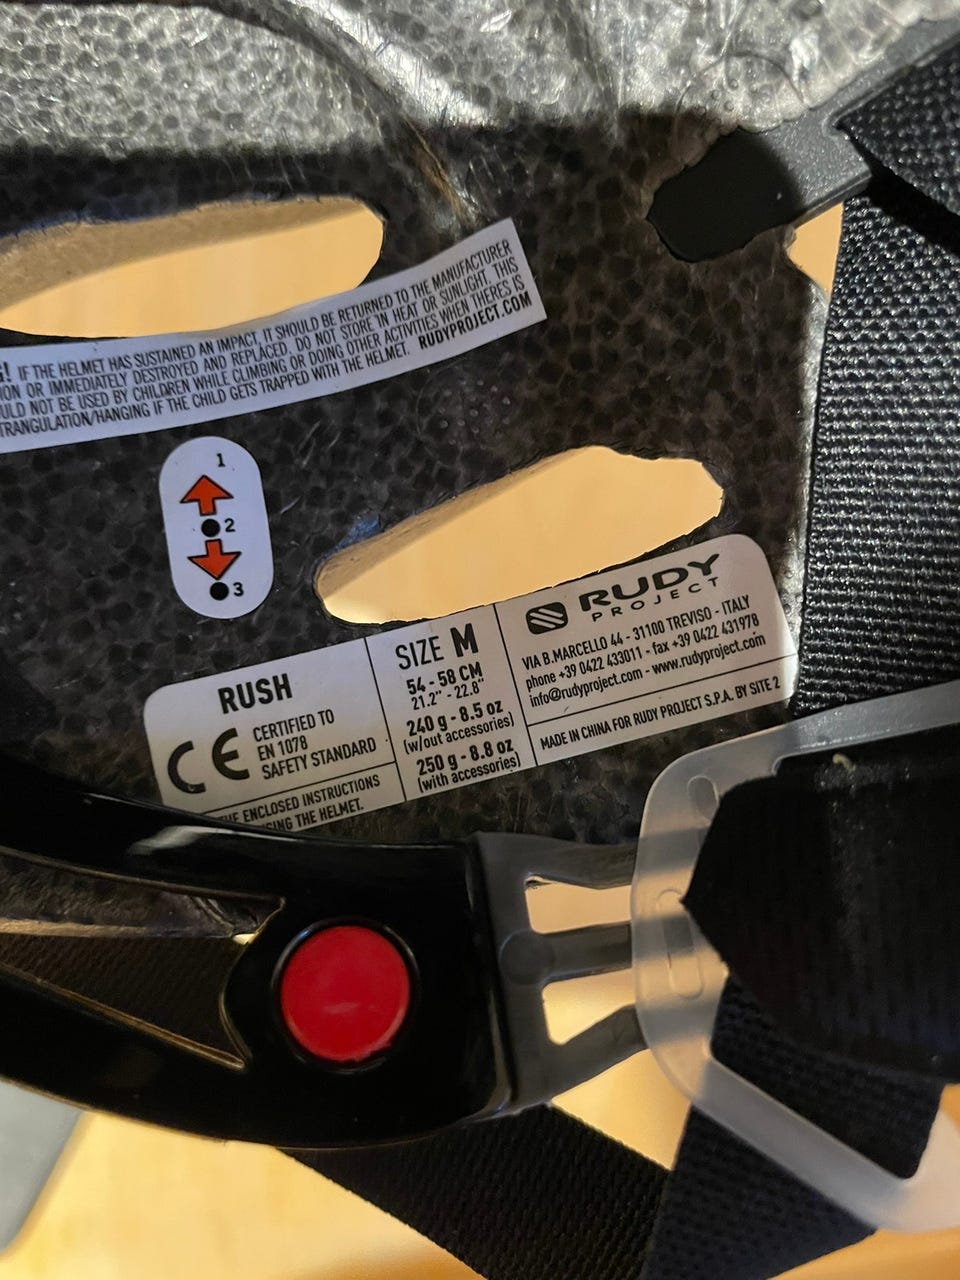 ! IF THE HELMET HAS SUSTAINED AN IMPACT, IT SHOULD BE RETURNED TO THE MANUFACTURER
ION OR IMMEDIATELY DESTROYED AND REPLACED. DO NOT STORE IN HEAT OR SUNLIGHT. THIS
ULD NOT BE USED BY CHILDREN WHILE CLIMBING OR DOING OTHER ACTIVITIES WHEN THERE IS
TRANGULATION/HANGING IF THE CHILD GETS TRAPPED WITH THE HELMET. RUDYPROJECT.COM
1
2
3
RUSH
CE
CERTIFIED TO
EN 1078
SAFETY STANDARD
HE ENCLOSED INSTRUCTIONS
SING THE HELMET.
SIZE M
54 - 58 CM
21.2" - 22.8"
240 g - 8.5 oz
(w/out accessories)
250 g - 8.8 oz
(with accessories)
RUDY
PROJECT
VIA B.MARCELLO 44 - 31100 TREVISO - ITALY
phone +39 0422 433011 - fax +39 0422 431978
info@rudyproject.com - www.rudyproject.com
MADE IN CHINA FOR RUDY PROJECT S.P.A. BY SITE 2